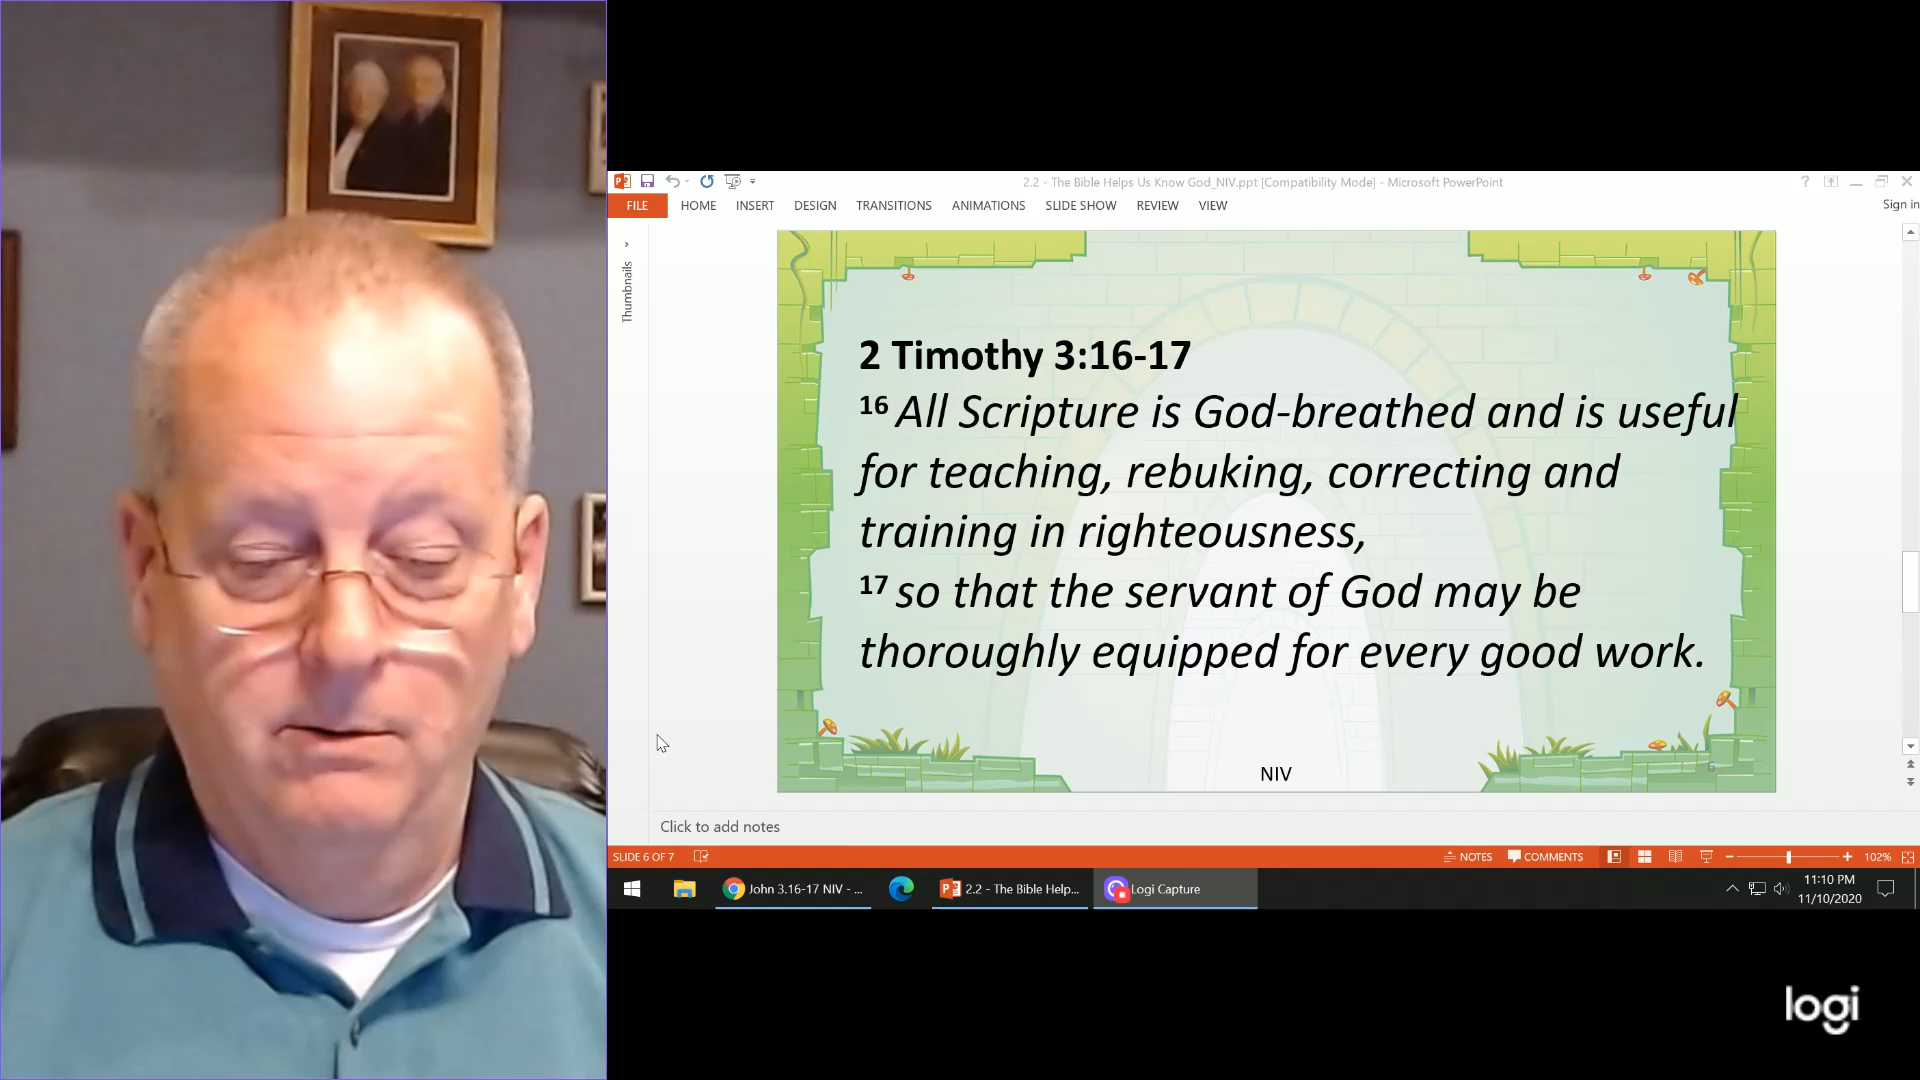 2.2 - The Bible Helps Us Know God_NIV.ppt [Compatibility Mode] - Microsoft PowerPoint
?
Sign in
FILE HOME INSERT DESIGN TRANSITIONS ANIMATIONS SLIDE SHOW REVIEW VIEW
Thumbnails
2 Timothy 3:16-17
16 All Scripture is God-breathed and is useful
for teaching, rebuking, correcting and
training in righteousness,
17 so that the servant of God may be
thoroughly equipped for every good work.
NIV
Click to add notes
SLIDE 6 OF 7 NOTES COMMENTS 102%
John 3.16-17 NIV - ... 2.2 - The Bible Help... Logi Capture
11:10 PM
11/10/2020
logi